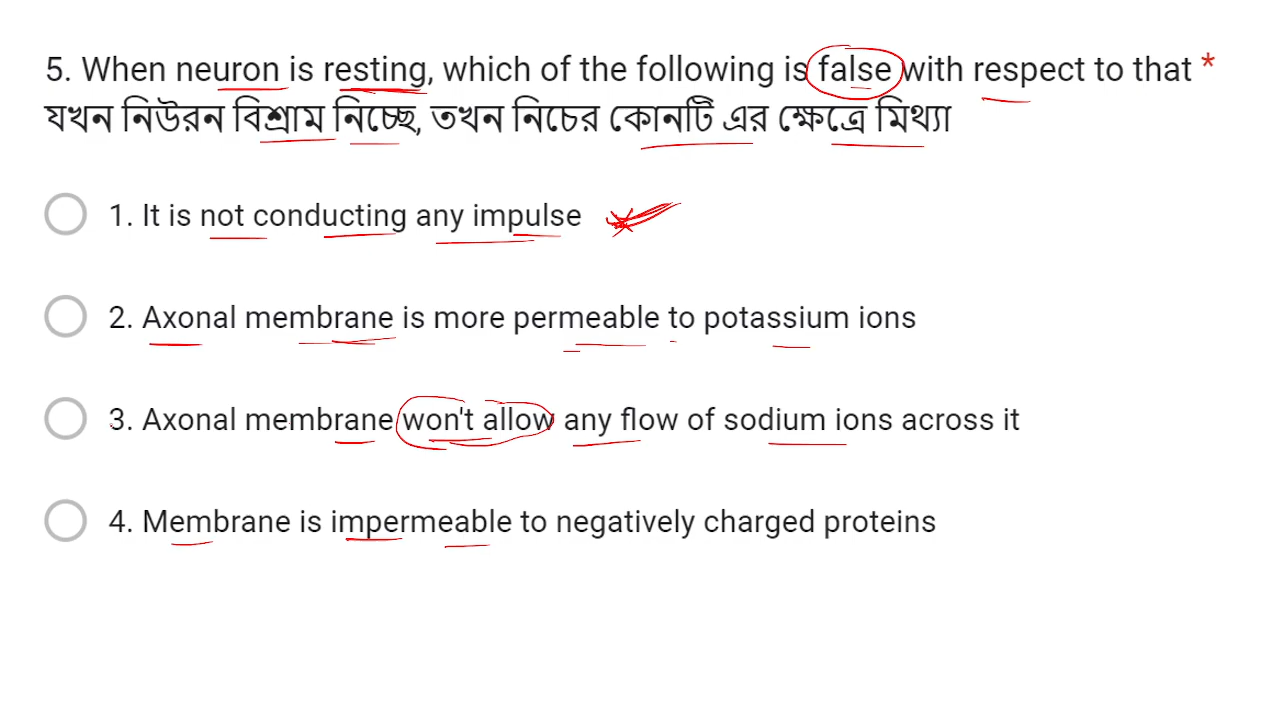 5. When neuron is resting, which of the following is false with respect to that *
যখন নিউরন বিশ্রাম নিচ্ছে, তখন নিচের কোনটি এর ক্ষেত্রে মিথ্যা
1. It is not conducting any impulse
2. Axonal membrane is more permeable to potassium ions
3. Axonal membrane won't allow any flow of sodium ions across it
4. Membrane is impermeable to negatively charged proteins